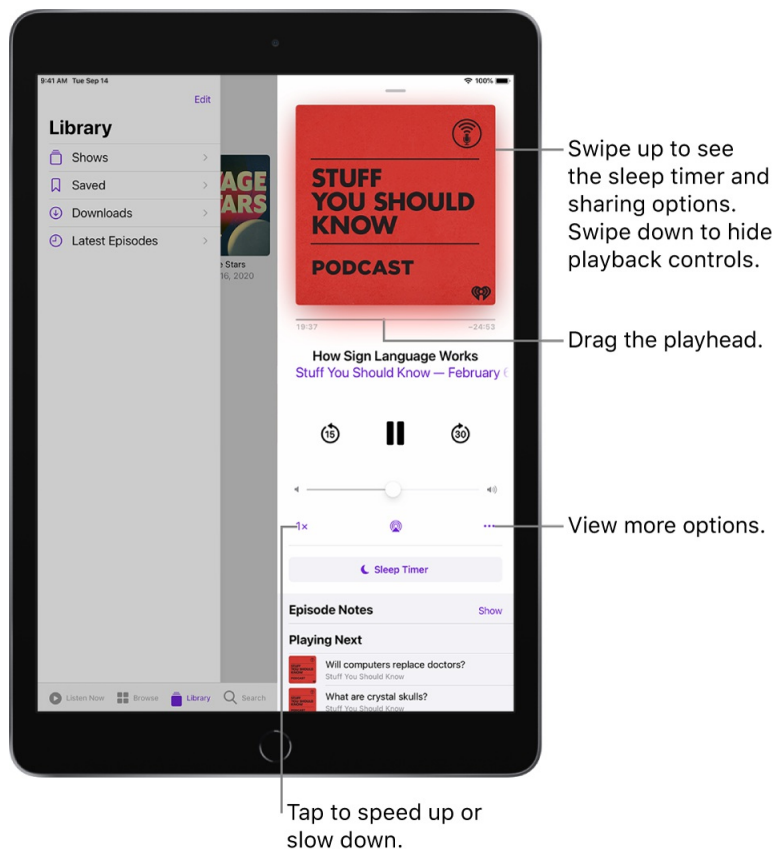 9:41 AM Tue Sep 14
100%
Edit
Library
Shows
Saved
Downloads
Latest Episodes
AGE
ARS
e Stars
16, 2020
Listen Now
Browse
Library
Search
STUFF
YOU SHOULD
KNOW
PODCAST
19:37
-24:53
How Sign Language Works
Stuff You Should Know — February 6
15
30
1×
Sleep Timer
Episode Notes
Show
Playing Next
Will computers replace doctors?
Stuff You Should Know
What are crystal skulls?
Stuff You Should Know
Swipe up to see
the sleep timer and
sharing options.
Swipe down to hide
playback controls.
Drag the playhead.
View more options.
Tap to speed up or
slow down.